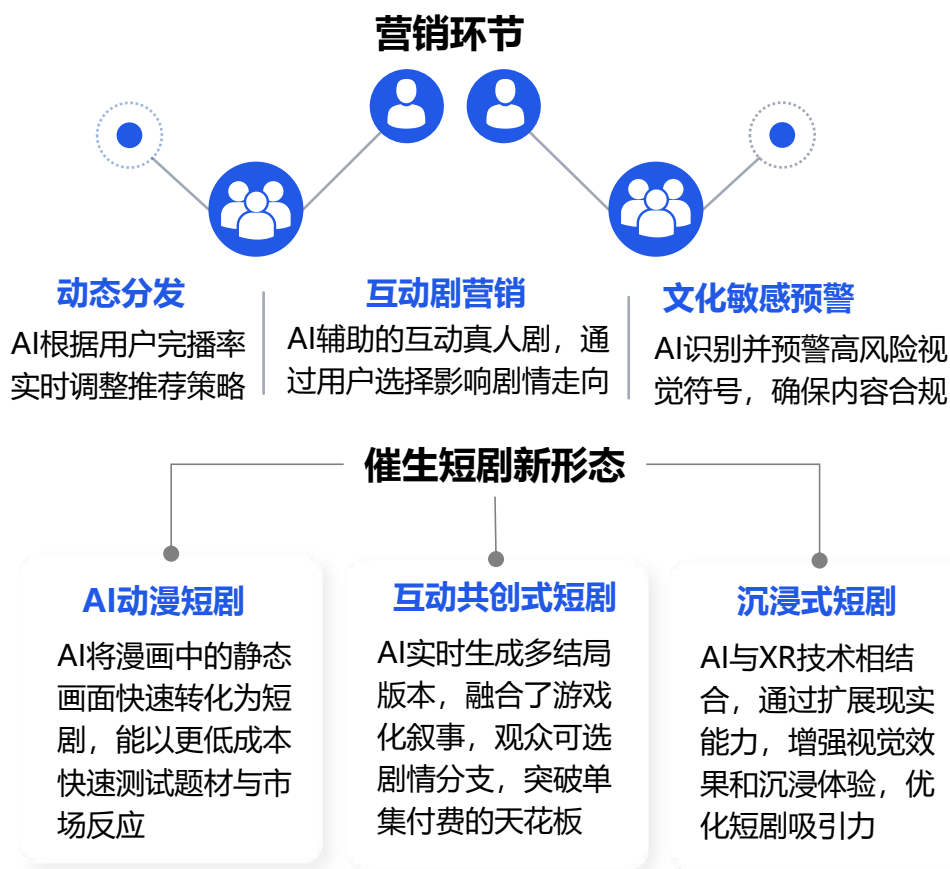 营销环节
动态分发
AI根据用户完播率
实时调整推荐策略
互动剧营销
AI辅助的互动真人剧，通
过用户选择影响剧情走向
文化敏感预警
AI识别并预警高风险视
觉符号，确保内容合规
催生短剧新形态
AI动漫短剧
AI将漫画中的静态
画面快速转化为短
剧，能以更低成本
快速测试题材与市
场反应
互动共创式短剧
AI实时生成多结局
版本，融合了游戏
化叙事，观众可选
剧情分支，突破单
集付费的天花板
沉浸式短剧
AI与XR技术相结
合，通过扩展现实
能力，增强视觉效
果和沉浸体验，优
化短剧吸引力